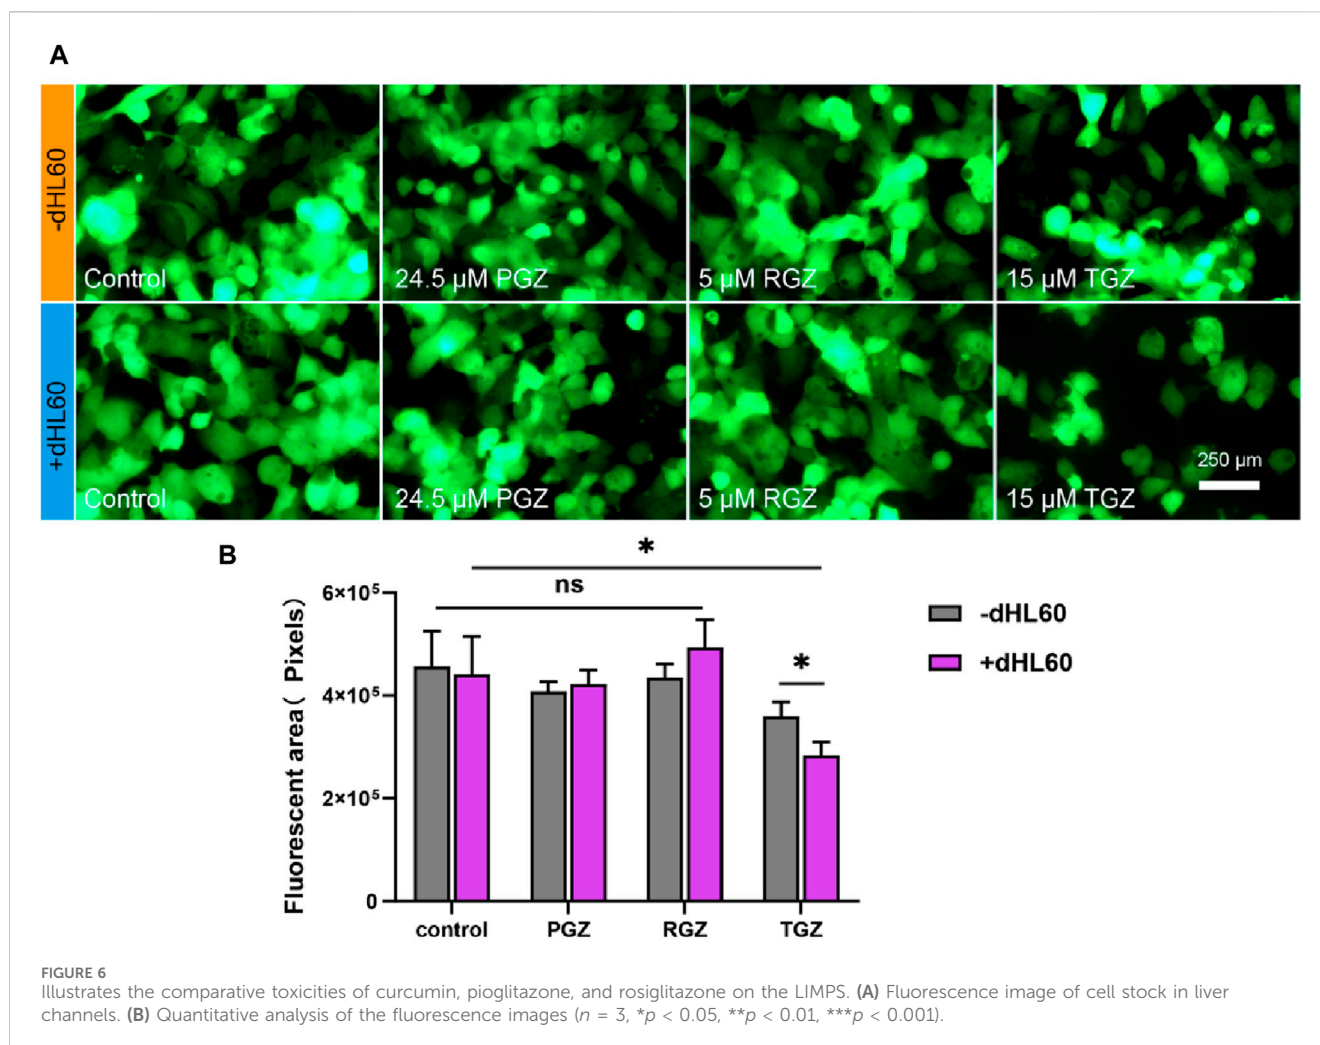 A
-dHL60
Control
24.5 μM PGZ
5 μM RGZ
15 μM TGZ
+dHL60
Control
24.5 μM PGZ
5 μM RGZ
15 μM TGZ
250 μm
B
*
ns
*
Fluorescent area( Pixels)
6×10⁵
4×10⁵
2×10⁵
0
control PGZ RGZ TGZ
-dHL60
+dHL60
FIGURE 6
Illustrates the comparative toxicities of curcumin, pioglitazone, and rosiglitazone on the LIMPS. (A) Fluorescence image of cell stock in liver
channels. (B) Quantitative analysis of the fluorescence images (n = 3, *p < 0.05, **p < 0.01, ***p < 0.001).